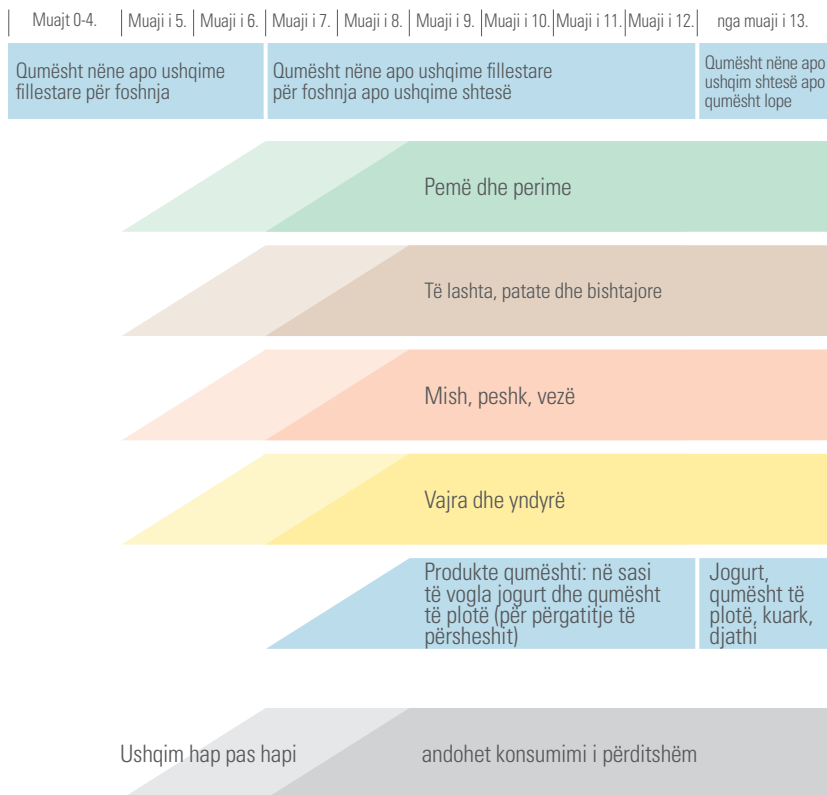 Muajt 0-4. Muaji i 5. Muaji i 6. Muaji i 7. Muaji i 8. Muaji i 9. Muaji i 10. Muaji i 11. Muaji i 12. nga muaji i 13.
Qumësht nëne apo ushqime
fillestare për foshnja
Qumësht nëne apo ushqime fillestare
për foshnja apo ushqime shtesë
Qumësht nëne apo
ushqim shtesë apo
qumësht lope
Pemë dhe perime
Të lashta, patate dhe bishtajore
Mish, peshk, vezë
Vajra dhe yndyrë
Produkte qumështi: në sasi
të vogla jogurt dhe qumësht
të plotë (për përgatitje të
përsheshit)
Jogurt,
qumësht të
plotë, kuark,
djathi
Ushqim hap pas hapi
andohet konsumimi i përditshëm